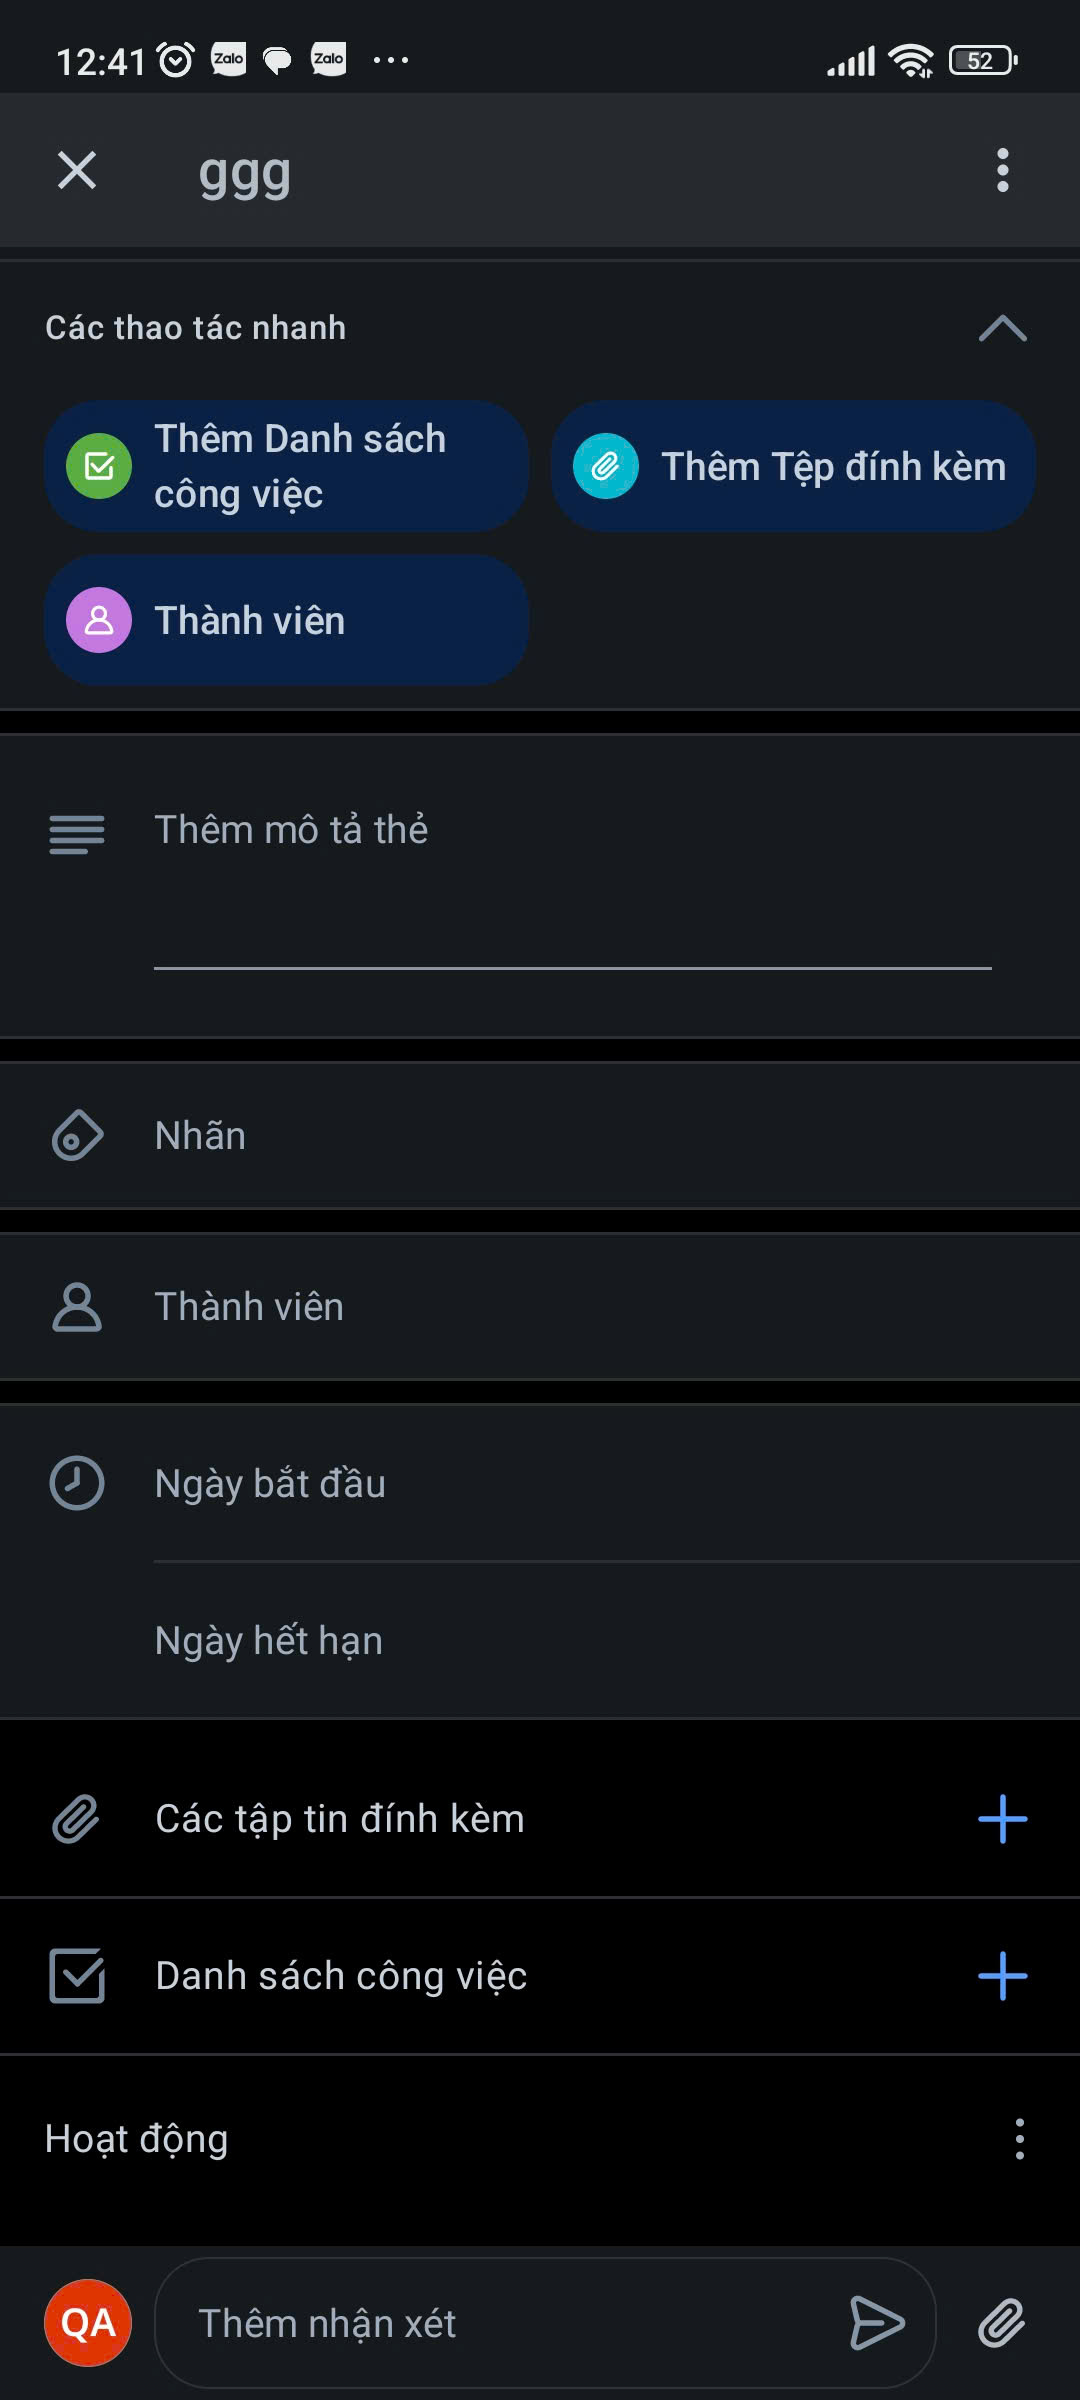 12:41 Zalo Zalo 52
ggg
Các thao tác nhanh
Thêm Danh sách
công việc
Thêm Tệp đính kèm
Thành viên
Thêm mô tả thẻ
Nhãn
Thành viên
Ngày bắt đầu
Ngày hết hạn
Các tập tin đính kèm
Danh sách công việc
Hoạt động
QA Thêm nhận xét